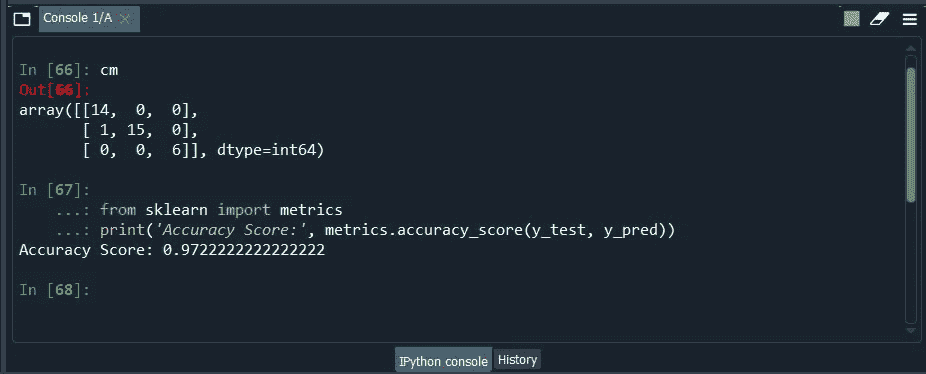 Console 1/A
In [66]: cm
Out[66]:
array([[14,  0,  0],
       [ 1, 15,  0],
       [ 0,  0,  6]], dtype=int64)
In [67]:
    ...: from sklearn import metrics
    ...: print('Accuracy Score:', metrics.accuracy_score(y_test, y_pred))
Accuracy Score: 0.9722222222222222
In [68]:
IPython console History